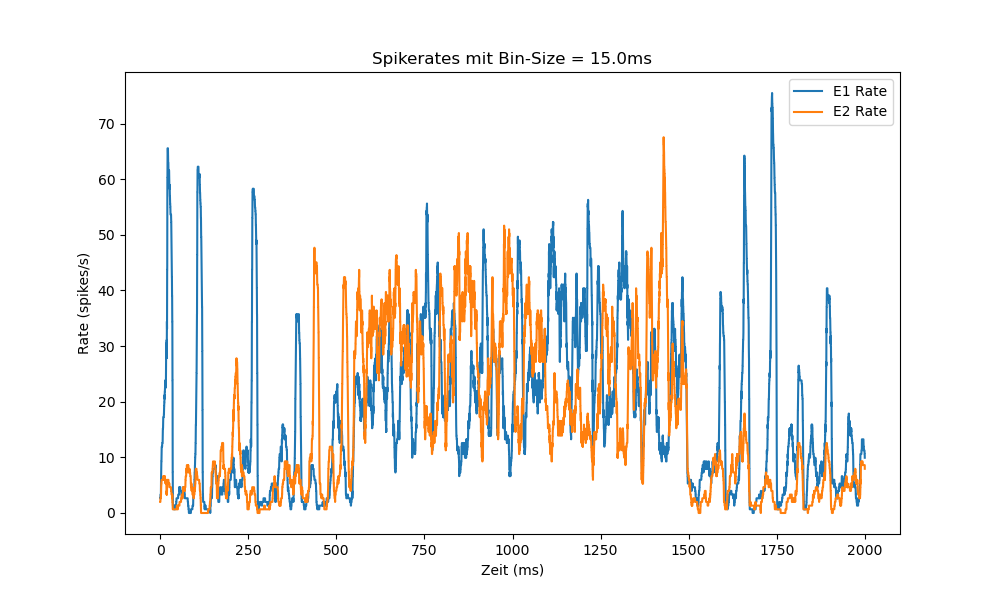 Spikerates mit Bin-Size = 15.0ms
E1 Rate
E2 Rate
Rate (spikes/s)
70
60
50
40
30
20
10
0
0 250 500 750 1000 1250 1500 1750 2000
Zeit (ms)